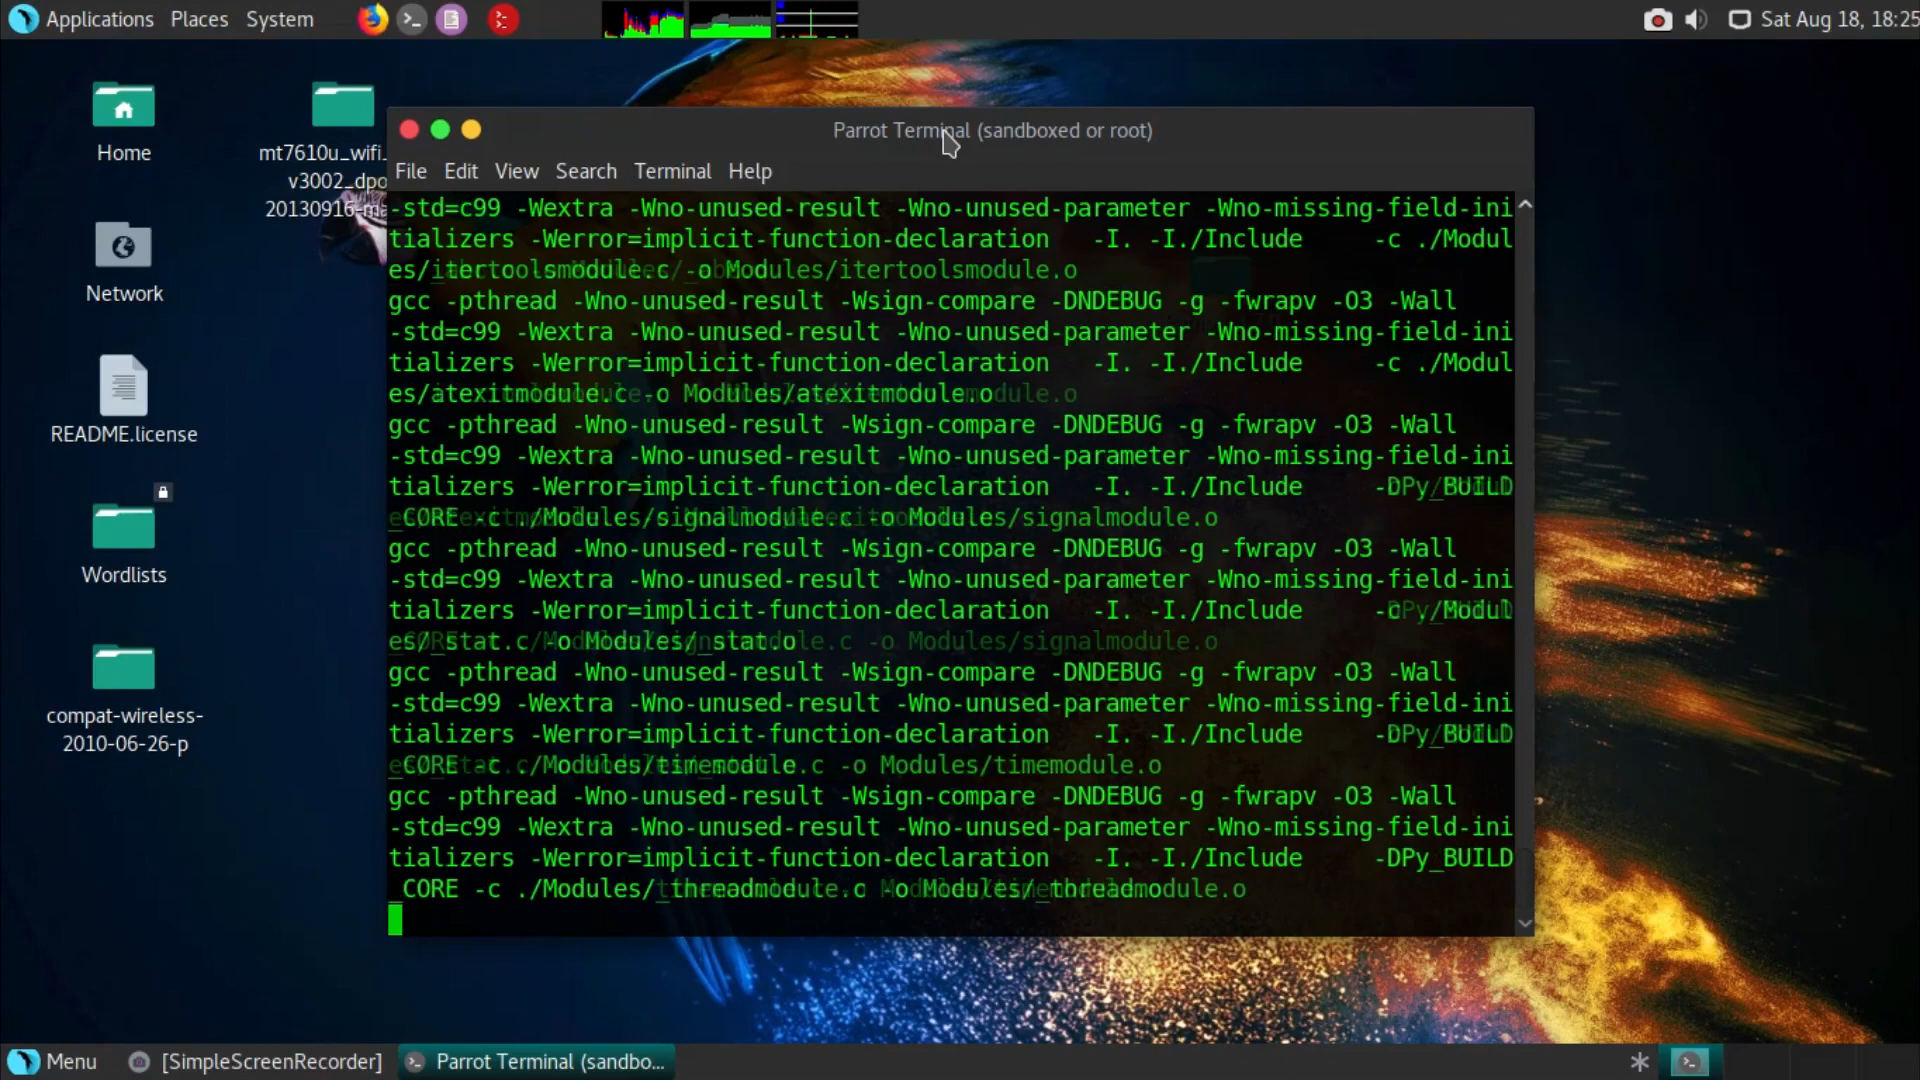 Applications Places System
Sat Aug 18, 18:25
Home
mt7610u_wifi_
v3002_dpo
20130916-ma
Network
README.license
Wordlists
compat-wireless-
2010-06-26-p
Parrot Terminal (sandboxed or root)
File Edit View Search Terminal Help
-std=c99 -Wextra -Wno-unused-result -Wno-unused-parameter -Wno-missing-field-ini
tializers -Werror=implicit-function-declaration   -I. -I./Include     -c ./Modul
es/itertoolsmodule.c -o Modules/itertoolsmodule.o
gcc -pthread -Wno-unused-result -Wsign-compare -DNDEBUG -g -fwrapv -O3 -Wall
-std=c99 -Wextra -Wno-unused-result -Wno-unused-parameter -Wno-missing-field-ini
tializers -Werror=implicit-function-declaration   -I. -I./Include     -c ./Modul
es/atexitmodule.c -o Modules/atexitmodule.o
gcc -pthread -Wno-unused-result -Wsign-compare -DNDEBUG -g -fwrapv -O3 -Wall
-std=c99 -Wextra -Wno-unused-result -Wno-unused-parameter -Wno-missing-field-ini
tializers -Werror=implicit-function-declaration   -I. -I./Include     -DPy_BUILD
_CORE -c ./Modules/signalmodule.c -o Modules/signalmodule.o
gcc -pthread -Wno-unused-result -Wsign-compare -DNDEBUG -g -fwrapv -O3 -Wall
-std=c99 -Wextra -Wno-unused-result -Wno-unused-parameter -Wno-missing-field-ini
tializers -Werror=implicit-function-declaration   -I. -I./Include     -c ./Modul
es/_stat.c -o Modules/_stat.o
gcc -pthread -Wno-unused-result -Wsign-compare -DNDEBUG -g -fwrapv -O3 -Wall
-std=c99 -Wextra -Wno-unused-result -Wno-unused-parameter -Wno-missing-field-ini
tializers -Werror=implicit-function-declaration   -I. -I./Include     -DPy_BUILD
_CORE -c ./Modules/timemodule.c -o Modules/timemodule.o
gcc -pthread -Wno-unused-result -Wsign-compare -DNDEBUG -g -fwrapv -O3 -Wall
-std=c99 -Wextra -Wno-unused-result -Wno-unused-parameter -Wno-missing-field-ini
tializers -Werror=implicit-function-declaration   -I. -I./Include     -DPy_BUILD
_CORE -c ./Modules/_threadmodule.c -o Modules/_threadmodule.o
Menu [SimpleScreenRecorder] Parrot Terminal (sandbo...